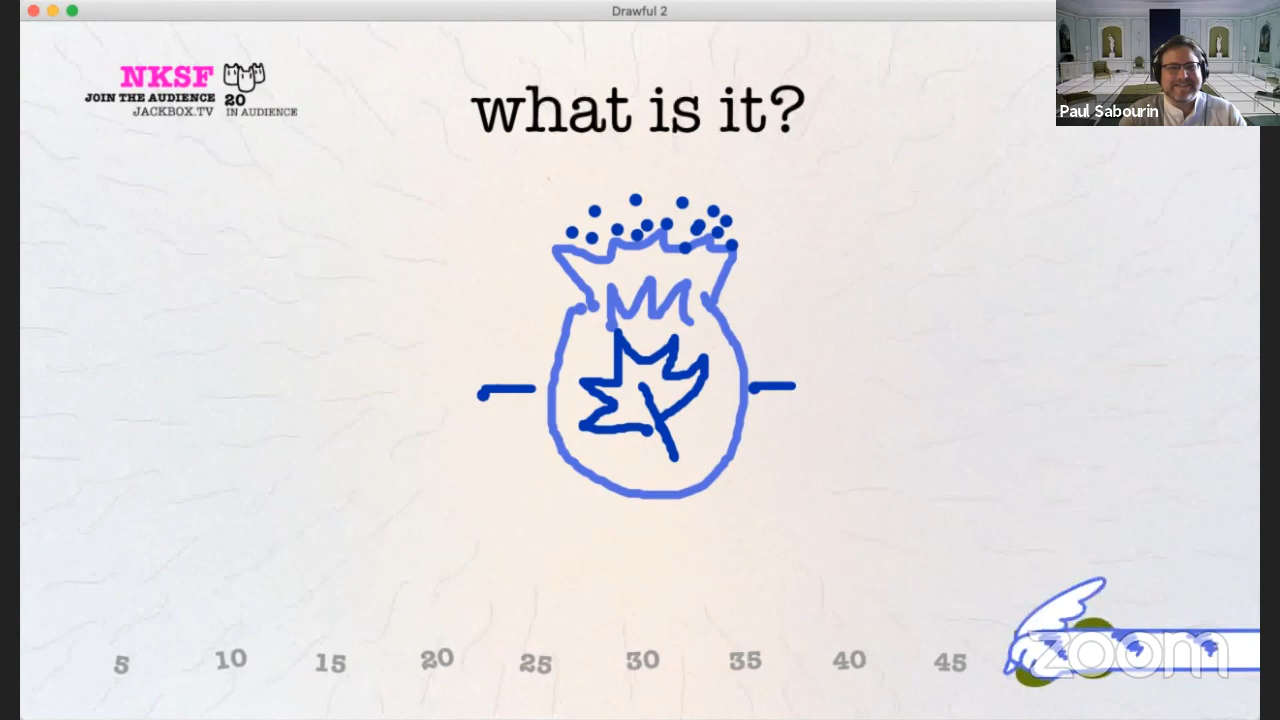 Drawful 2
NKSF
JOIN THE AUDIENCE
JACKBOX.TV
20
IN AUDIENCE
what is it?
Paul Sabourin
5 10 15 20 25 30 35 40 45
zoom